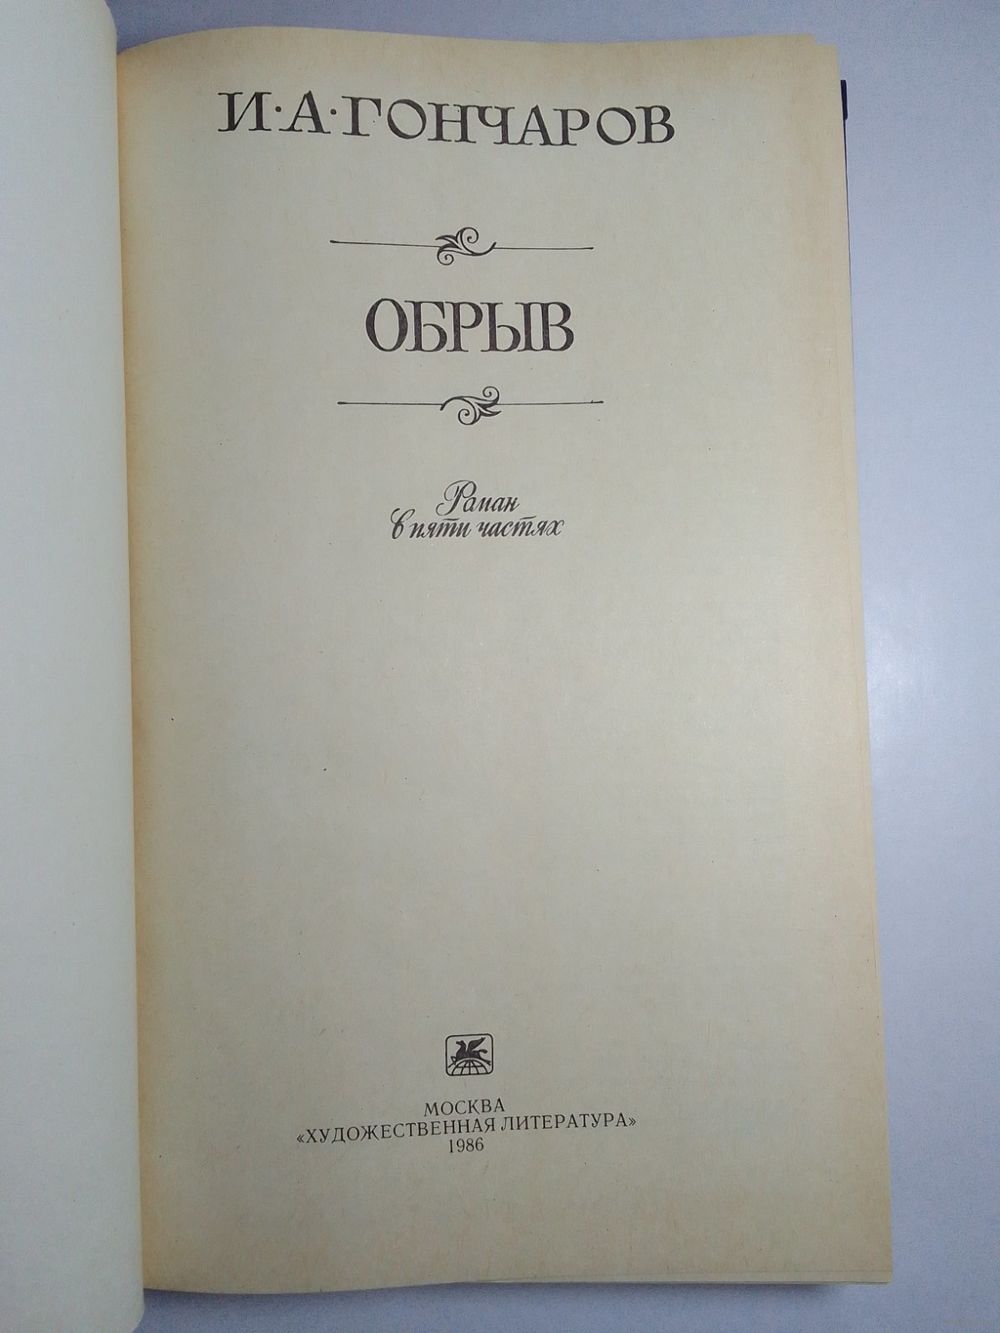 И·А·ГОНЧАРОВ
ОБРЫВ
Роман
в пяти частях
МОСКВА
«ХУДОЖЕСТВЕННАЯ ЛИТЕРАТУРА»
1986